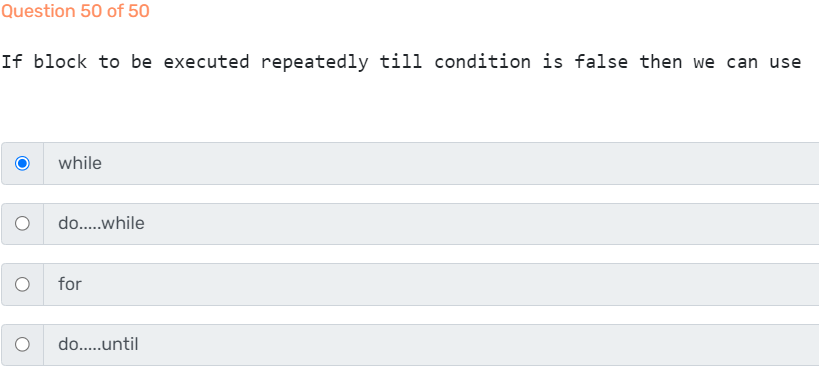 Question 50 of 50
If block to be executed repeatedly till condition is false then we can use
while
do.....while
for
do.....until